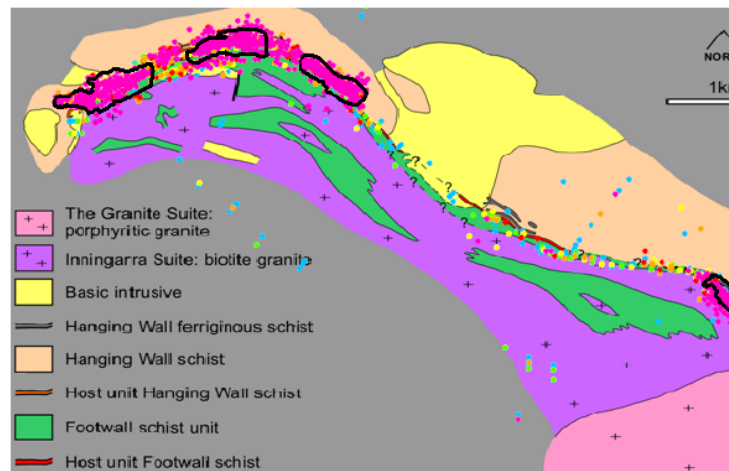 NOR
1k
The Granite Suite:
porphyritic granite
Inningarra Suite: biotite granite
Basic intrusive
Hanging Wall ferriginous schist
Hanging Wall schist
Host unit Hanging Wall schist
Footwall schist unit
Host unit Footwall schist
? ? ? ? ? ? ?